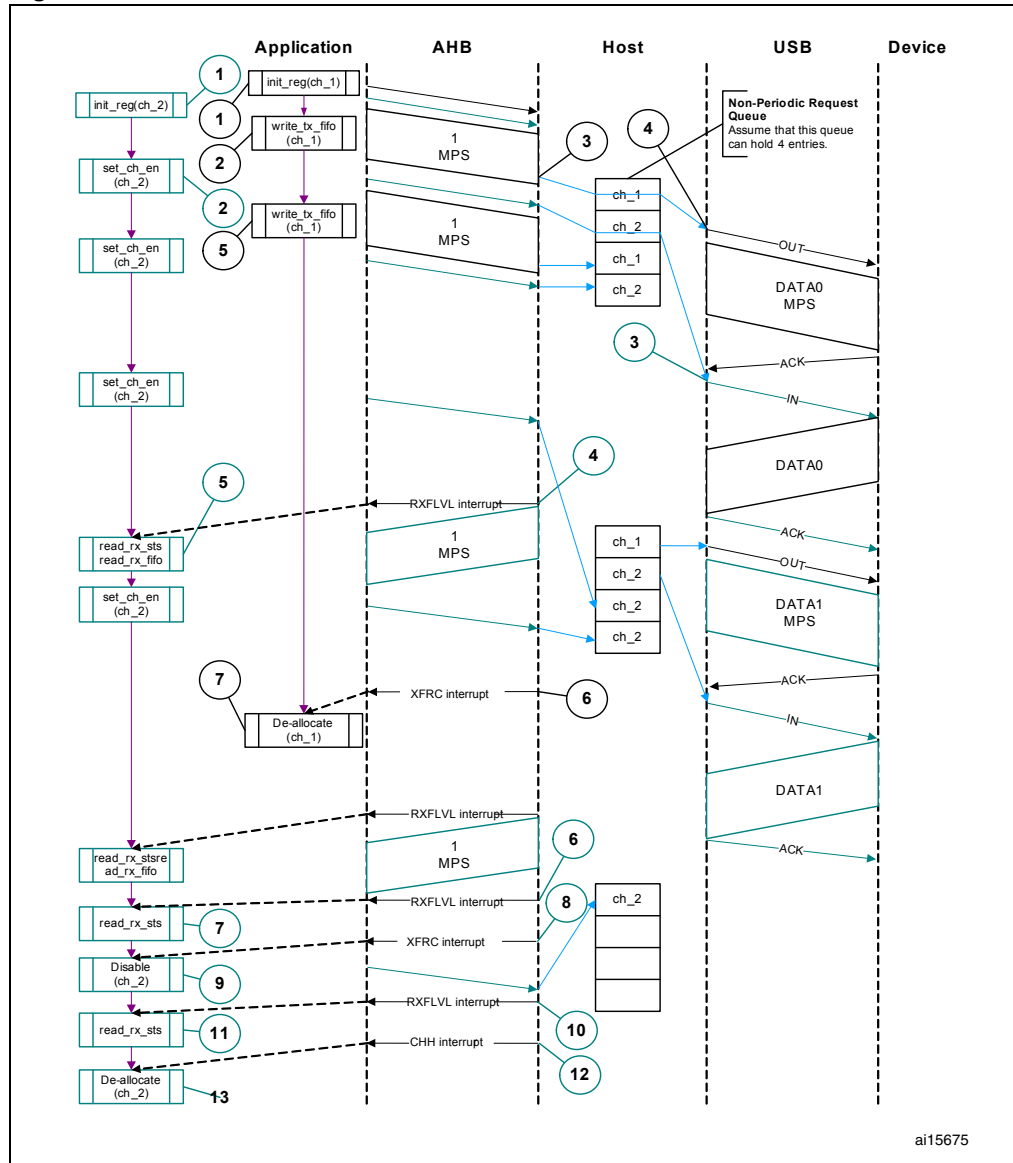 Application AHB Host USB Device
1
init_reg(ch_1)
init_reg(ch_2)
1
Non-Periodic Request
Queue
Assume that this queue
can hold 4 entries.
write_tx_fifo
(ch_1)
1
MPS
3
4
2
set_ch_en
(ch_2)
ch_1
2
write_tx_fifo
(ch_1)
ch_2
5
set_ch_en
(ch_2)
1
MPS
OUT
ch_1
ch_2
DATA0
MPS
3
ACK
set_ch_en
(ch_2)
IN
4
DATA0
5
RXFLVL interrupt
read_rx_sts
read_rx_fifo
1
MPS
ch_1
ACK
OUT
set_ch_en
(ch_2)
ch_2
ch_2
DATA1
MPS
ch_2
7
XFRC interrupt
6
ACK
De-allocate
(ch_1)
IN
DATA1
RXFLVL interrupt
read_rx_stsre
ad_rx_fifo
1
MPS
6
ACK
RXFLVL interrupt
8
ch_2
read_rx_sts
7
XFRC interrupt
Disable
(ch_2)
9
RXFLVL interrupt
read_rx_sts
11
10
CHH interrupt
12
De-allocate
(ch_2)
13
ai15675